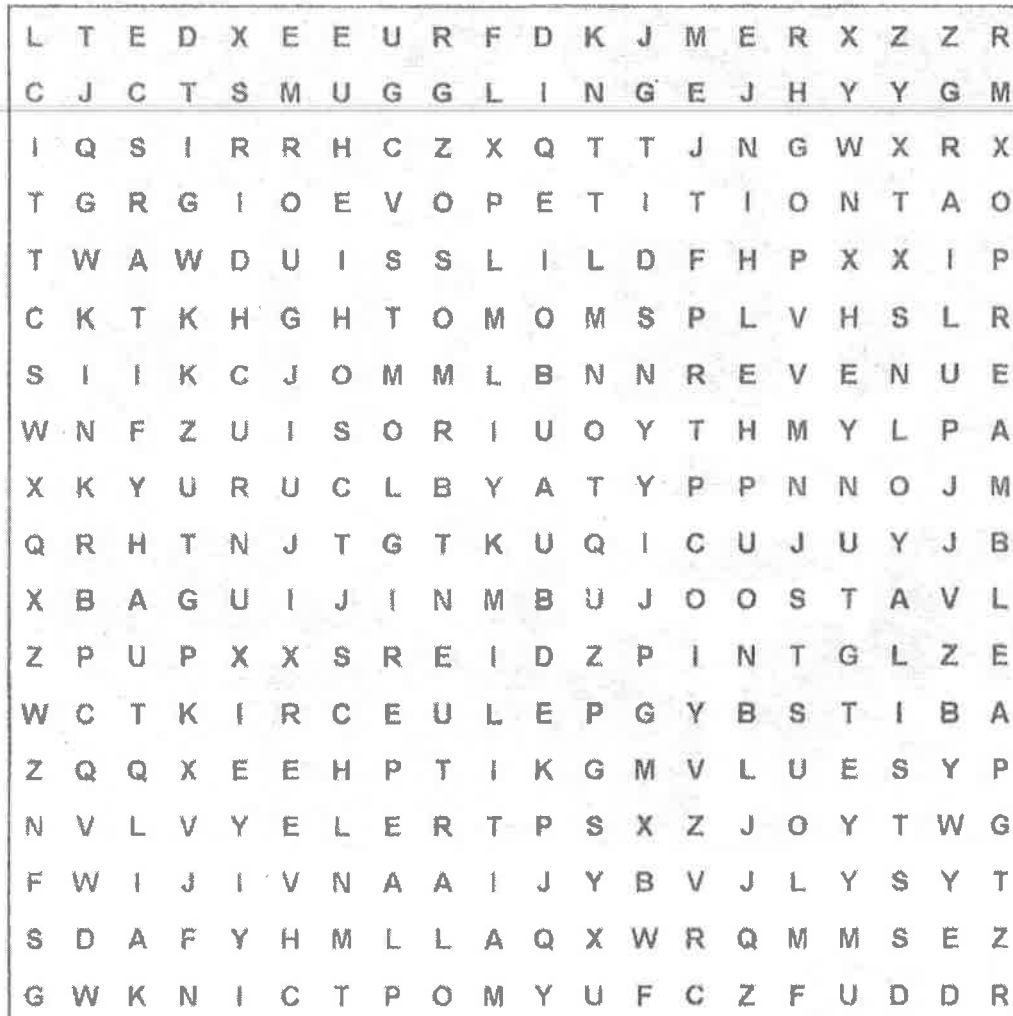 L T E D X E E U R F D K J M E R X Z Z R
C J C T S M U G G L I N G E J H Y Y G M
I Q S I R R H C Z X Q T T J N G W X R X
T G R G I O E V O P E T I T I O N T A O
T W A W D U I S S L I L D F H P X X I P
C K T K H G H T O M O M S P L V H S L R
S I I K C J O M M L B N N R E V E N U E
W N F Z U I S O R I U O Y T H M Y L P A
X K Y U R U C L B Y A T Y P P N N O J M
Q R H T N J T G T K U Q I C U J U Y J B
X B A G U I J I N M B U J O O S T A V L
Z P U P X X S R E I D Z P I N T G L Z E
W C T K I R C E U L E P G Y B S T I B A
Z Q Q X E E H P T I K G M V L U E S Y P
N V L V Y E L E R T P S X Z J O Y T W G
F W I J I V N A A I J Y B V J L Y S Y T
S D A F Y H M L L A Q X W R Q M M S E Z
G W K N I C T P O M Y U F C Z F U D D R